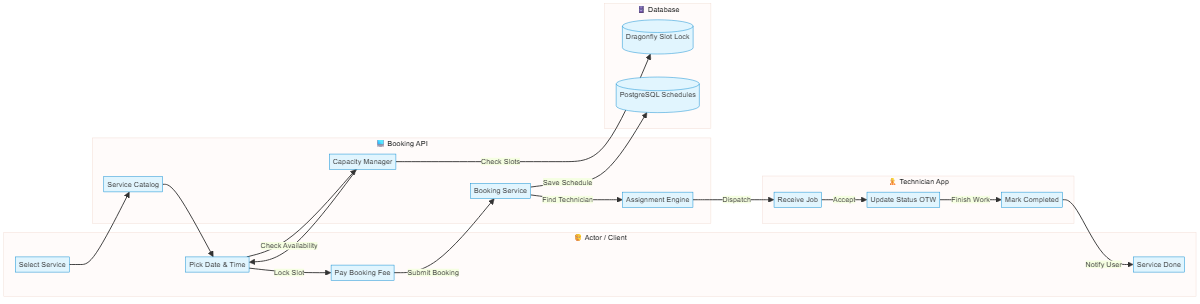 Database
Dragonfly Slot Lock
PostgreSQL Schedules
Booking API
Capacity Manager
Check Slots
Service Catalog
Booking Service
Save Schedule
Find Technician
Assignment Engine
Dispatch
Technician App
Receive Job
Accept
Update Status OTW
Finish Work
Mark Completed
Actor / Client
Check Availability
Select Service
Pick Date & Time
Lock Slot
Pay Booking Fee
Submit Booking
Notify User
Service Done